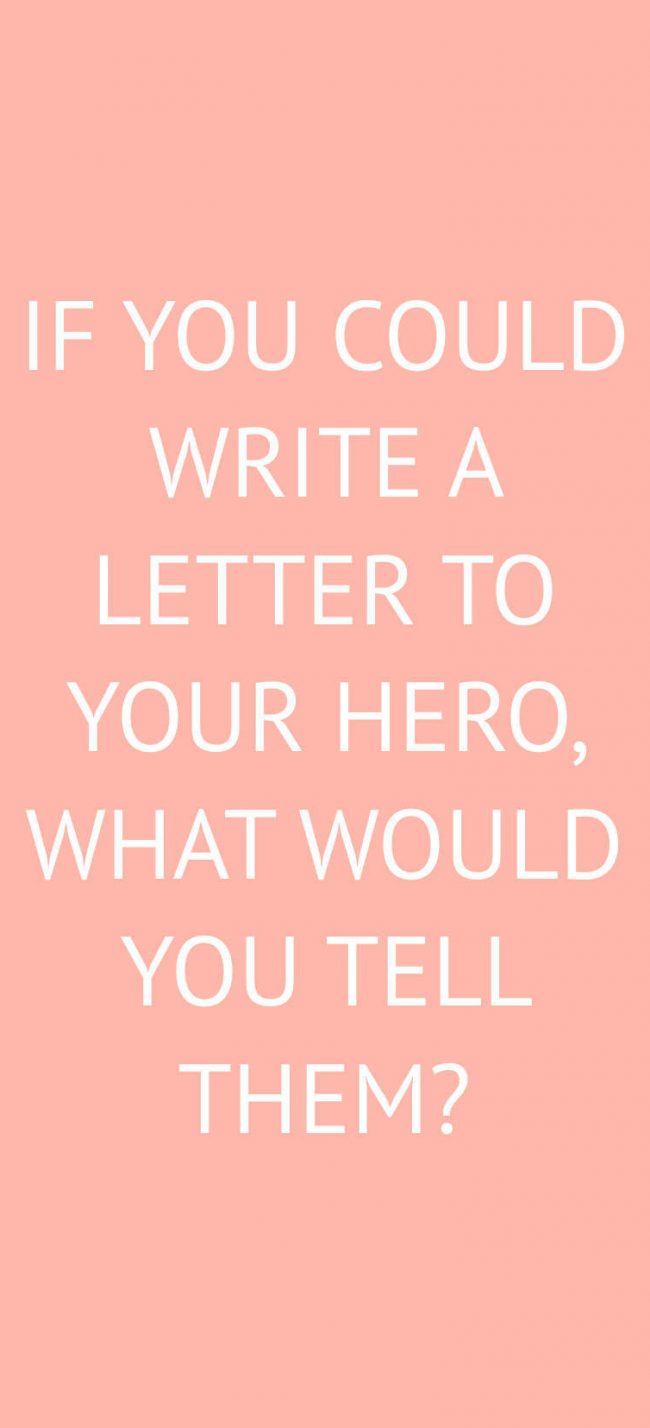 IF YOU COULD
WRITE A
LETTER TO
YOUR HERO,
WHAT WOULD
YOU TELL
THEM?